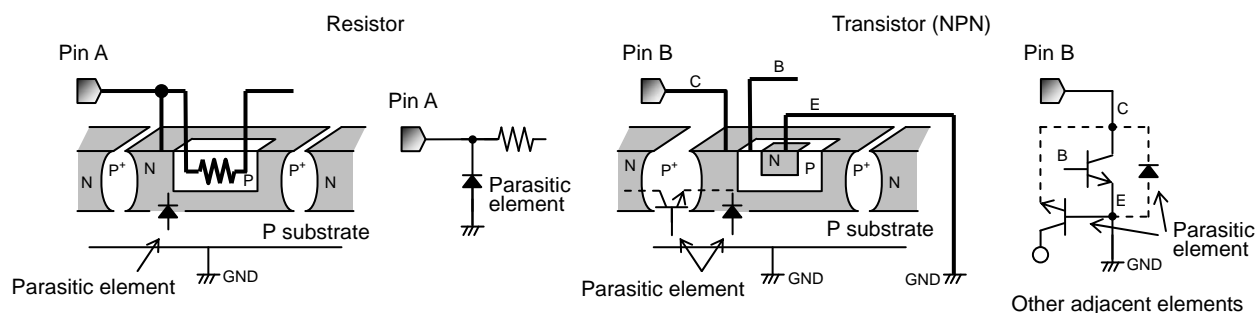 Resistor
Pin A
N
P+
N
P
P+
N
P substrate
Parasitic element
GND
Pin A
Parasitic
element
Transistor (NPN)
Pin B
C
B
E
N
P+
N
P
P+
N
P substrate
Parasitic element
GND
GND
Pin B
C
B
E
Parasitic
element
GND
Other adjacent elements